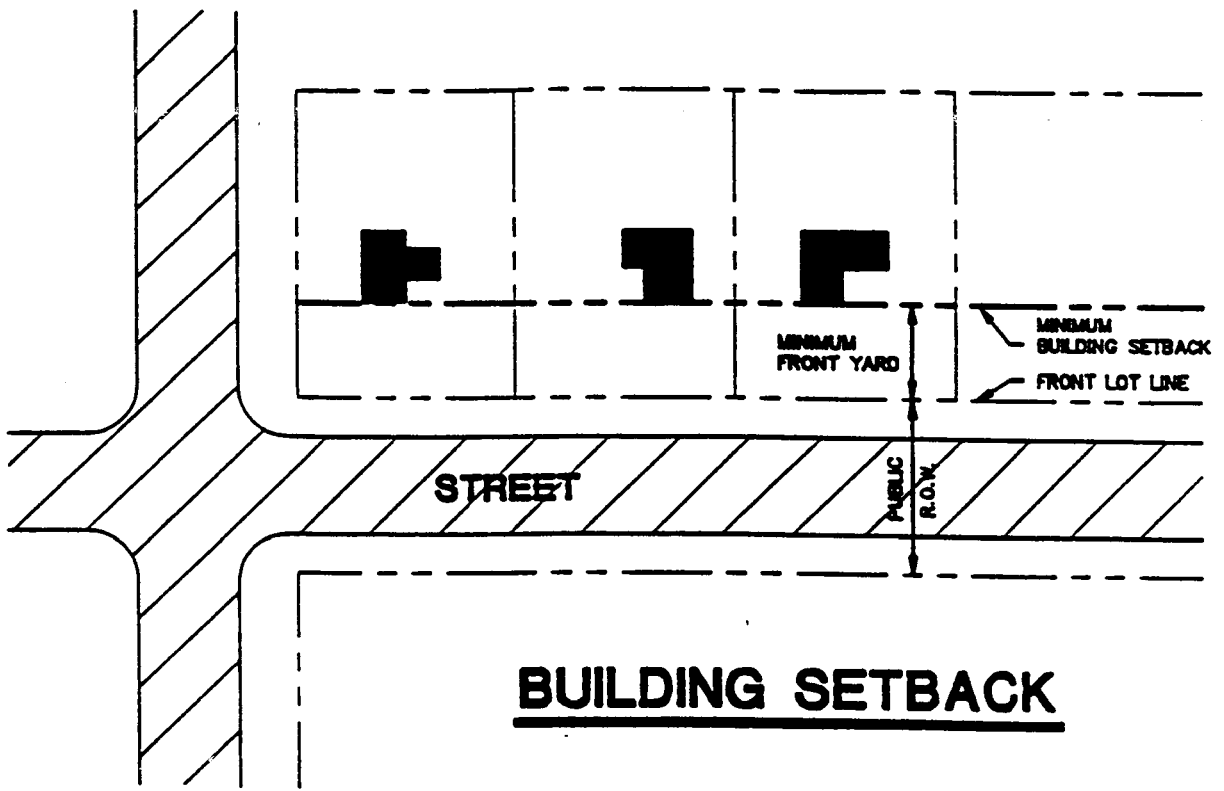 MINIMUM
FRONT YARD
MINIMUM
BUILDING SETBACK
FRONT LOT LINE
STREET
PUBLIC
R.O.W.
BUILDING SETBACK